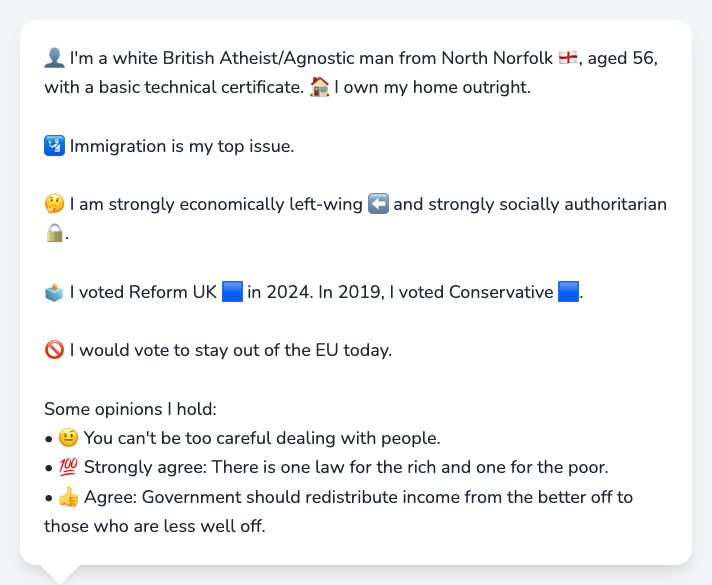 👤 I'm a white British Atheist/Agnostic man from North Norfolk 🏴󠁧󠁢󠁥󠁮󠁧󠁿, aged 56,
with a basic technical certificate. 🏠 I own my home outright.
🛂 Immigration is my top issue.
🤔 I am strongly economically left-wing ⬅️ and strongly socially authoritarian
🔒.
🗳️ I voted Reform UK 🟦 in 2024. In 2019, I voted Conservative 🟦.
🚫 I would vote to stay out of the EU today.
Some opinions I hold:
• 🤨 You can't be too careful dealing with people.
• 💯 Strongly agree: There is one law for the rich and one for the poor.
• 👍 Agree: Government should redistribute income from the better off to
those who are less well off.